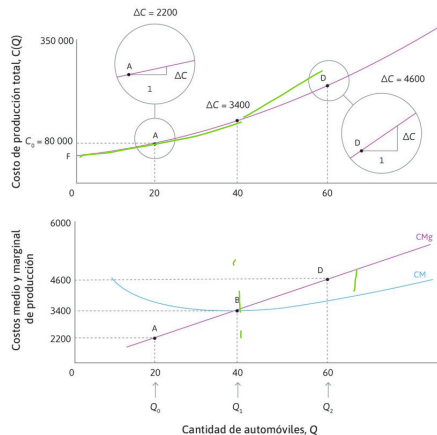 ΔC = 2200
350 000
A
ΔC
1
D
ΔC = 4600
ΔC = 3400
Costo de producción total, C(Q)
C₀ = 80 000
A
F
D
ΔC
1
0
0
20
40
60
6000
CMg
4600
D
CM
3400
B
2200
A
Costos medio y marginal de producción
0
0
20
40
60
Q₀
Q₁
Q₂
Cantidad de automóviles, Q